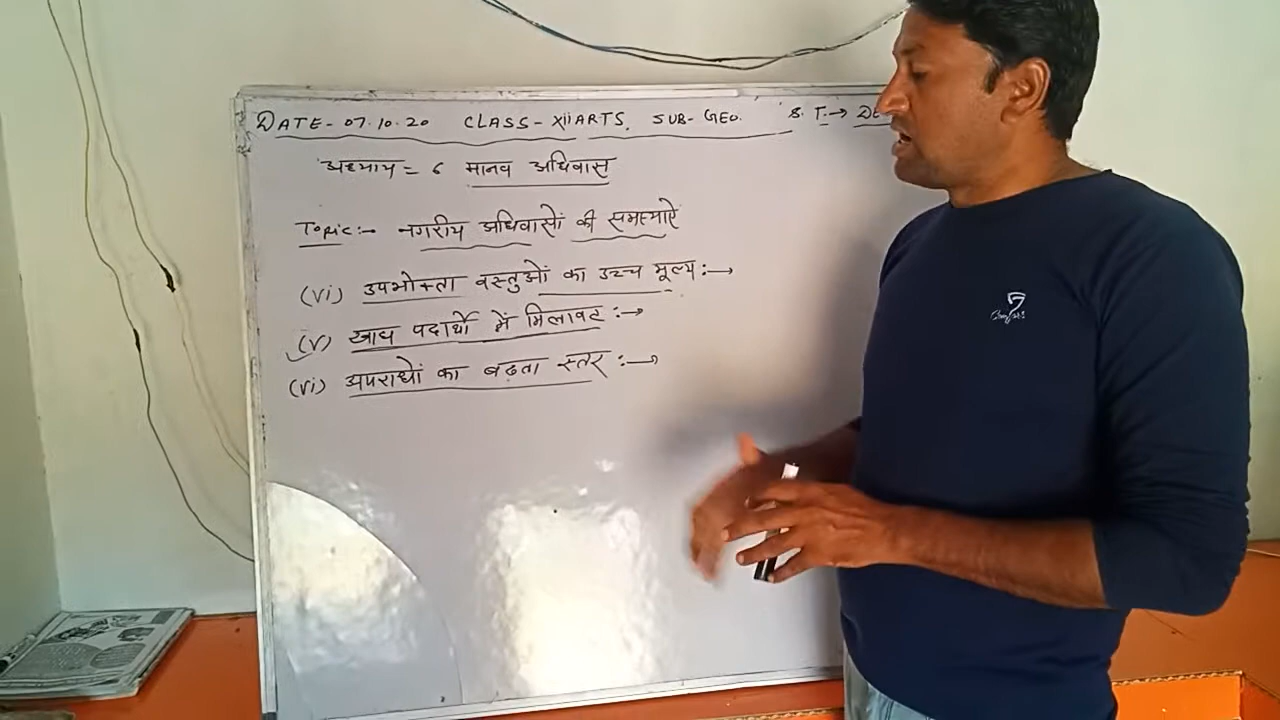 DATE- 07.10.20 CLASS- XII ARTS. SUB- GEO. S. T.→ DE
अध्याय = 6 मानव अधिवास
Topic:→ नगरीय अधिवासों की समस्याऐं
(vi) उपभोक्ता वस्तुओं का उच्च मूल्य:→
(v) खाद्य पदार्थों में मिलावट:→
(vi) अपराधों का बढ़ता स्तर:→